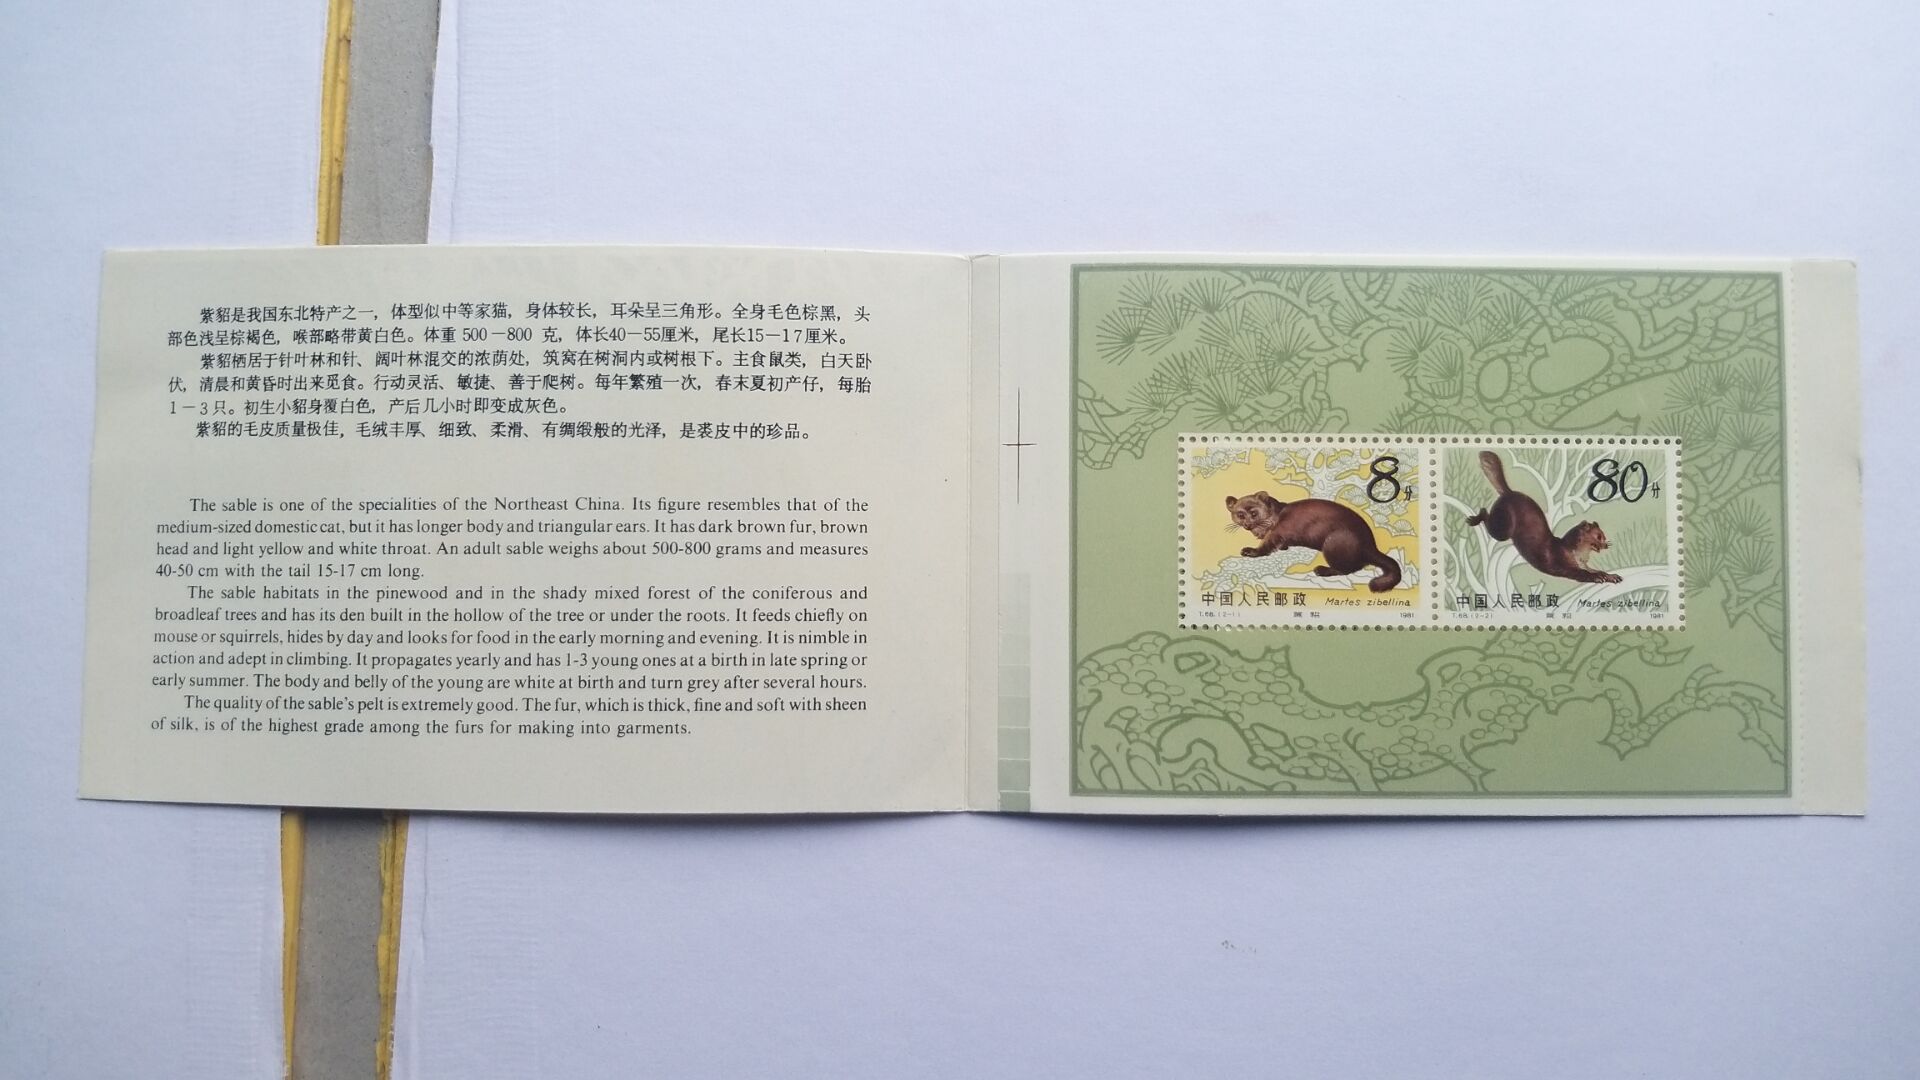 紫貂是我国东北特产之一，体型似中等家猫，身体较长，耳朵呈三角形。全身毛色棕黑，头
部色浅呈棕褐色，喉部略带黄白色。体重 500－800 克，体长40－55厘米，尾长15－17厘米。
紫貂栖居于针叶林和针、阔叶林混交的浓荫处，筑窝在树洞内或树根下。主食鼠类，白天卧
伏，清晨和黄昏时出来觅食。行动灵活、敏捷、善于爬树。每年繁殖一次，春末夏初产仔，每胎
1－3只。初生小貂身覆白色，产后几小时即变成灰色。
紫貂的毛皮质量极佳，毛绒丰厚、细致、柔滑、有绸缎般的光泽，是裘皮中的珍品。
The sable is one of the specialities of the Northeast China. Its figure resembles that of the
medium-sized domestic cat, but it has longer body and triangular ears. It has dark brown fur, brown
head and light yellow and white throat. An adult sable weighs about 500-800 grams and measures
40-50 cm with the tail 15-17 cm long.
The sable habitats in the pinewood and in the shady mixed forest of the coniferous and
broadleaf trees and has its den built in the hollow of the tree or under the roots. It feeds chiefly on
mouse or squirrels, hides by day and looks for food in the early morning and evening. It is nimble in
action and adept in climbing. It propagates yearly and has 1-3 young ones at a birth in late spring or
early summer. The body and belly of the young are white at birth and turn grey after several hours.
The quality of the sable's pelt is extremely good. The fur, which is thick, fine and soft with sheen
of silk, is of the highest grade among the furs for making into garments.
8分
中国人民邮政 Martes zibellina
T.68.(2-1) 紫貂 1981
80分
中国人民邮政 Martes zibellina
T.68.(2-2) 紫貂 1981